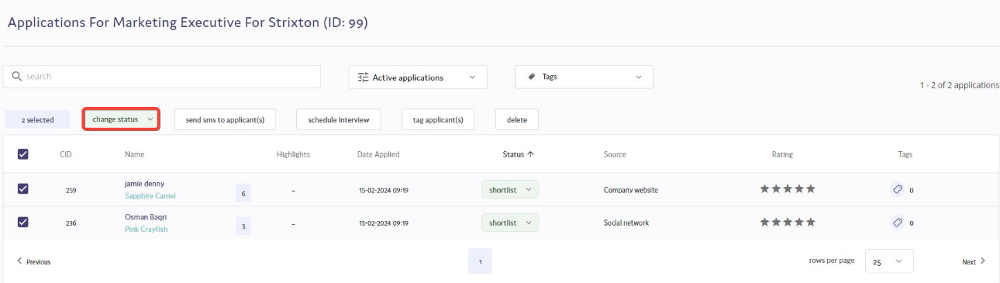 Applications For Marketing Executive For Strixton (ID: 99)
search
Active applications
Tags
1 - 2 of 2 applications
2 selected
change status
send sms to applicant(s)
schedule interview
tag applicant(s)
delete
CID Name Highlights Date Applied Status Source Rating Tags
259 jamie denny 6 – 15-02-2024 09:19 shortlist Company website 0
Sapphire Camel
236 Osman Baqri 3 – 15-02-2024 09:19 shortlist Social network 0
Pink Crayfish
Previous 1 rows per page 25 Next